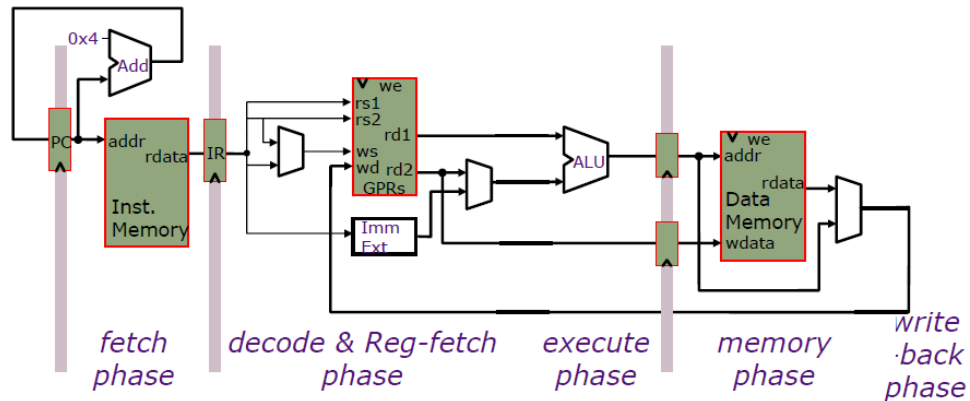 0x4
Add
PC
addr
rdata
Inst.
Memory
IR
we
rs1
rs2
rd1
ws
wd
rd2
GPRs
Imm
Ext
ALU
we
addr
rdata
Data
Memory
wdata
fetch
phase
decode & Reg-fetch
phase
execute
phase
memory
phase
write
-back
phase